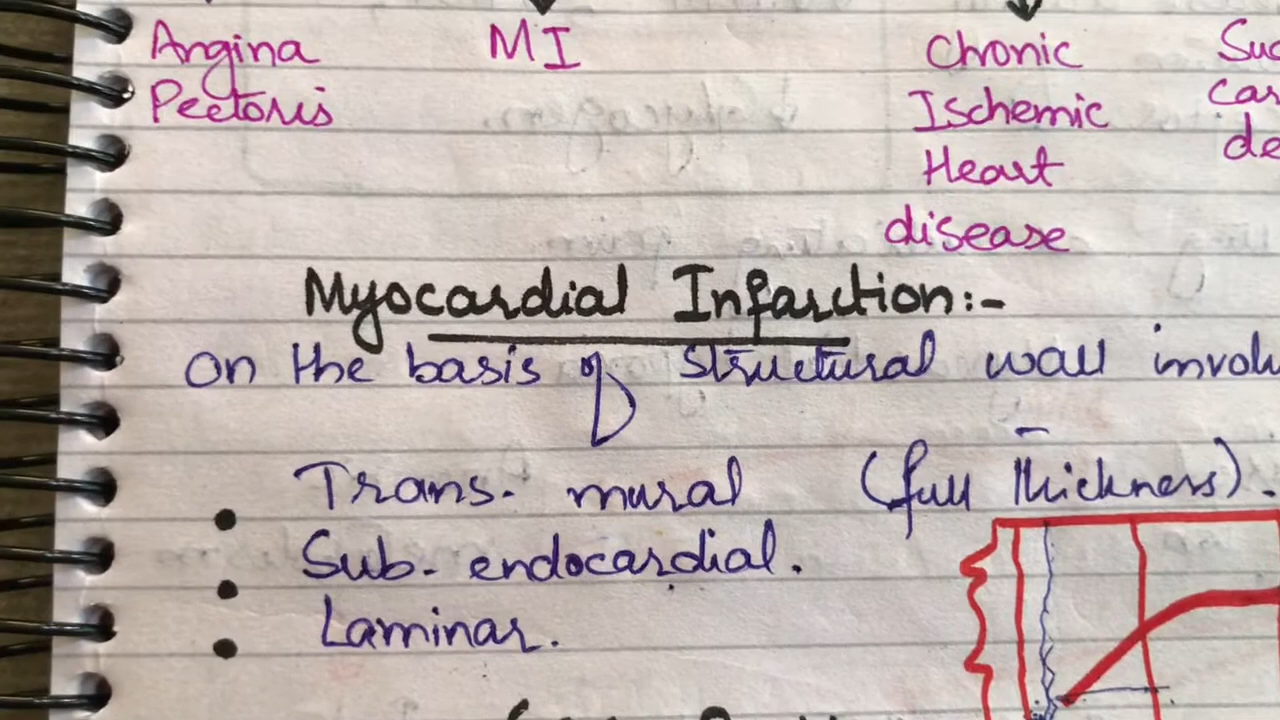 Angina MI Chronic
Pectoris Ischemic
Heart
disease
Myocardial Infarction:-
on the basis of structural wall
Trans. mural (full thickness).
Sub. endocardial.
Laminar.